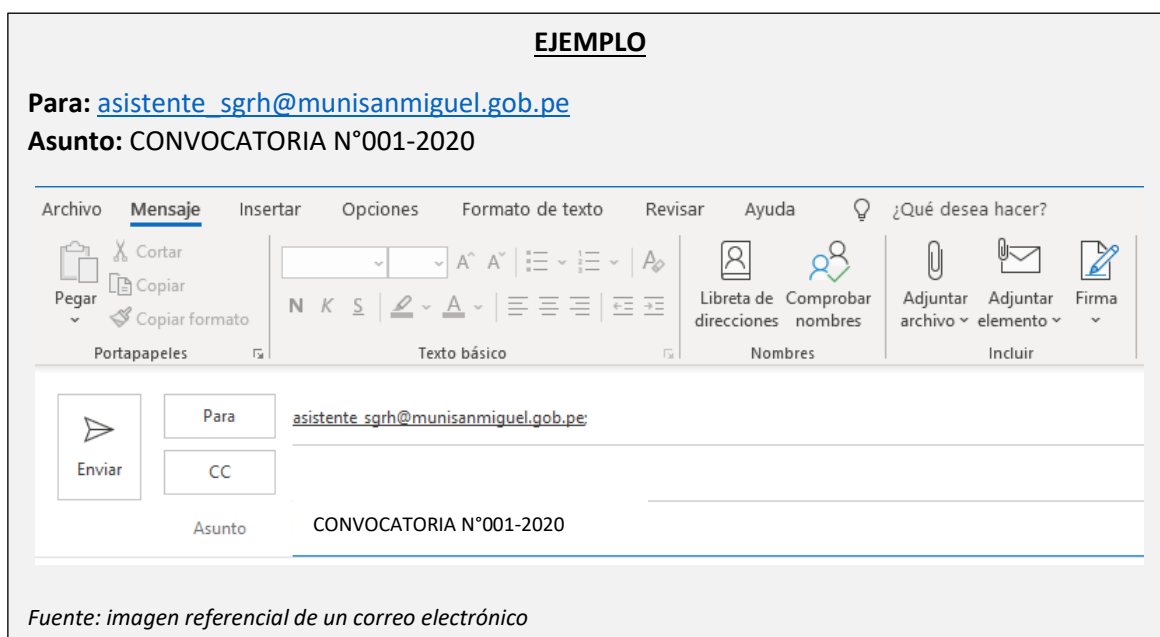 EJEMPLO
Para: asistente_sgrh@munisanmiguel.gob.pe
Asunto: CONVOCATORIA N°001-2020
Archivo Mensaje Insertar Opciones Formato de texto Revisar Ayuda ¿Qué desea hacer?
Pegar
Cortar
Copiar
Copiar formato
Portapapeles
N K S A
Texto básico
Libreta de direcciones
Comprobar nombres
Nombres
Adjuntar archivo
Adjuntar elemento
Firma
Incluir
Enviar
Para asistente_sgrh@munisanmiguel.gob.pe;
CC
Asunto CONVOCATORIA N°001-2020
Fuente: imagen referencial de un correo electrónico